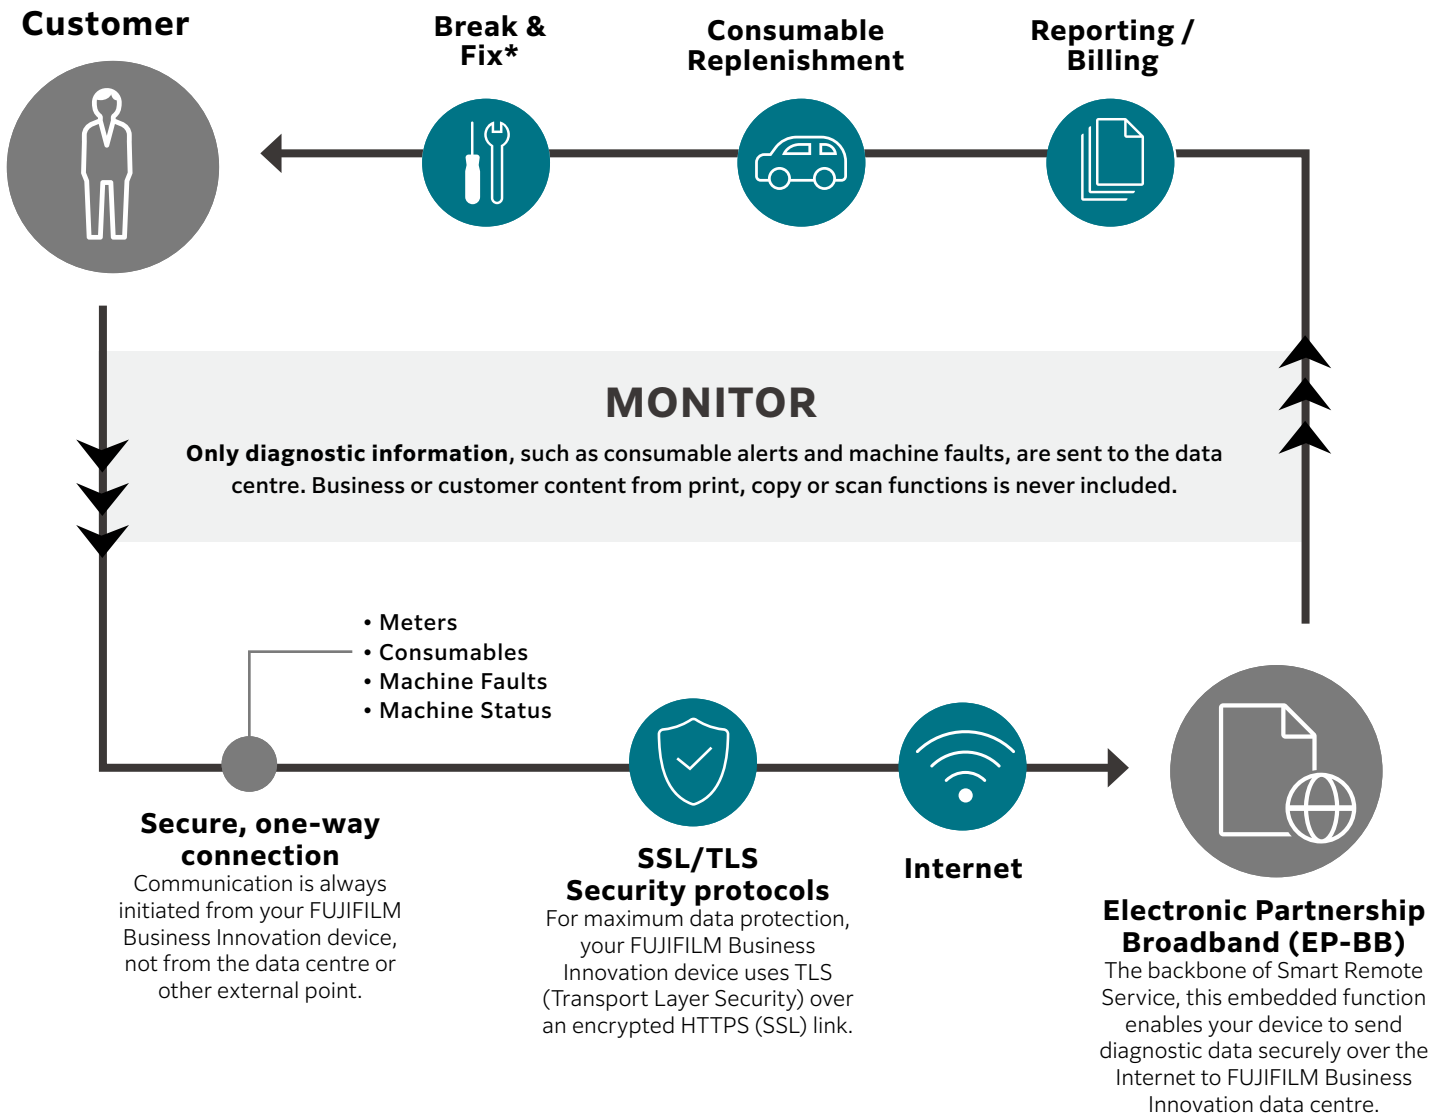 Customer
Break &
Fix*
Consumable
Replenishment
Reporting /
Billing
MONITOR
Only diagnostic information, such as consumable alerts and machine faults, are sent to the data
centre. Business or customer content from print, copy or scan functions is never included.
• Meters
• Consumables
• Machine Faults
• Machine Status
Secure, one-way
connection
Communication is always
initiated from your FUJIFILM
Business Innovation device,
not from the data centre or
other external point.
SSL/TLS
Security protocols
For maximum data protection,
your FUJIFILM Business
Innovation device uses TLS
(Transport Layer Security) over
an encrypted HTTPS (SSL) link.
Internet
Electronic Partnership
Broadband (EP-BB)
The backbone of Smart Remote
Service, this embedded function
enables your device to send
diagnostic data securely over the
Internet to FUJIFILM Business
Innovation data centre.